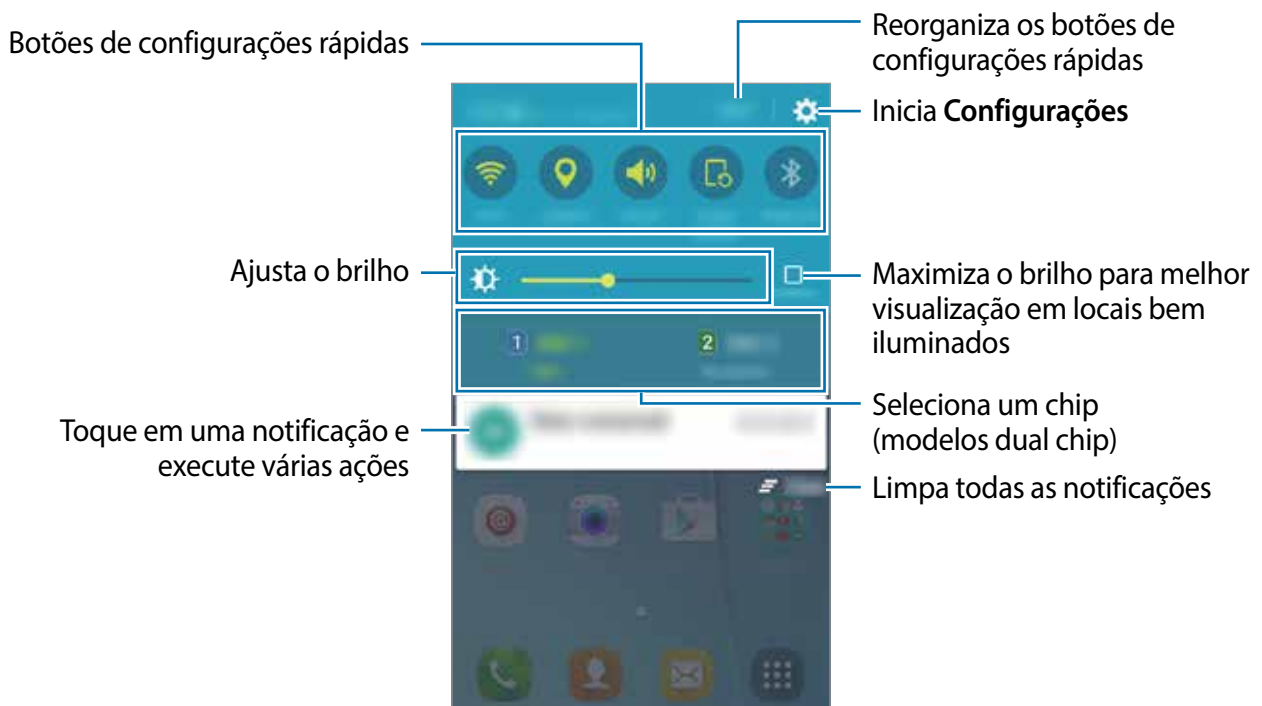 Botões de configurações rápidas
Reorganiza os botões de
configurações rápidas
Inicia Configurações
Ajusta o brilho
Maximiza o brilho para melhor
visualização em locais bem
iluminados
1
2
Seleciona um chip
(modelos dual chip)
Toque em uma notificação e
execute várias ações
Limpa todas as notificações